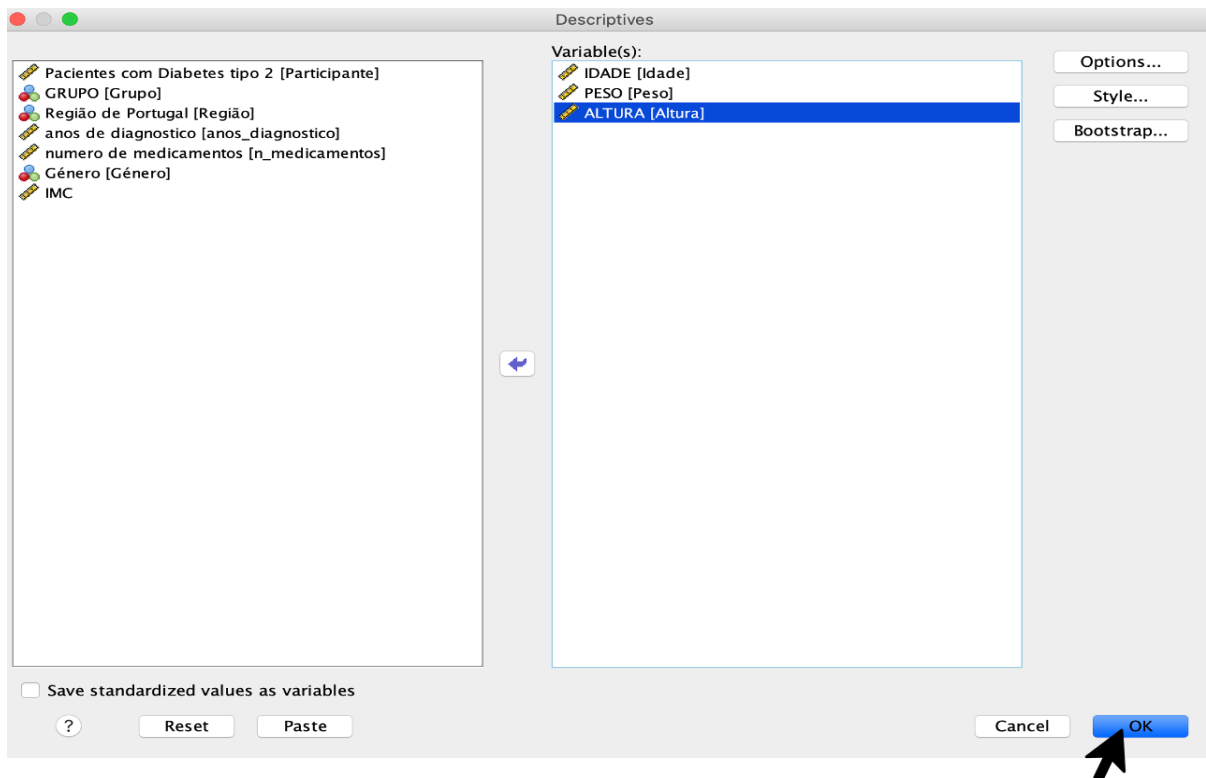 Descriptives
Pacientes com Diabetes tipo 2 [Participante]
GRUPO [Grupo]
Região de Portugal [Região]
anos de diagnostico [anos_diagnostico]
numero de medicamentos [n_medicamentos]
Género [Género]
IMC
Variable(s):
IDADE [Idade]
PESO [Peso]
ALTURA [Altura]
Options...
Style...
Bootstrap...
Save standardized values as variables
?
Reset
Paste
Cancel
OK